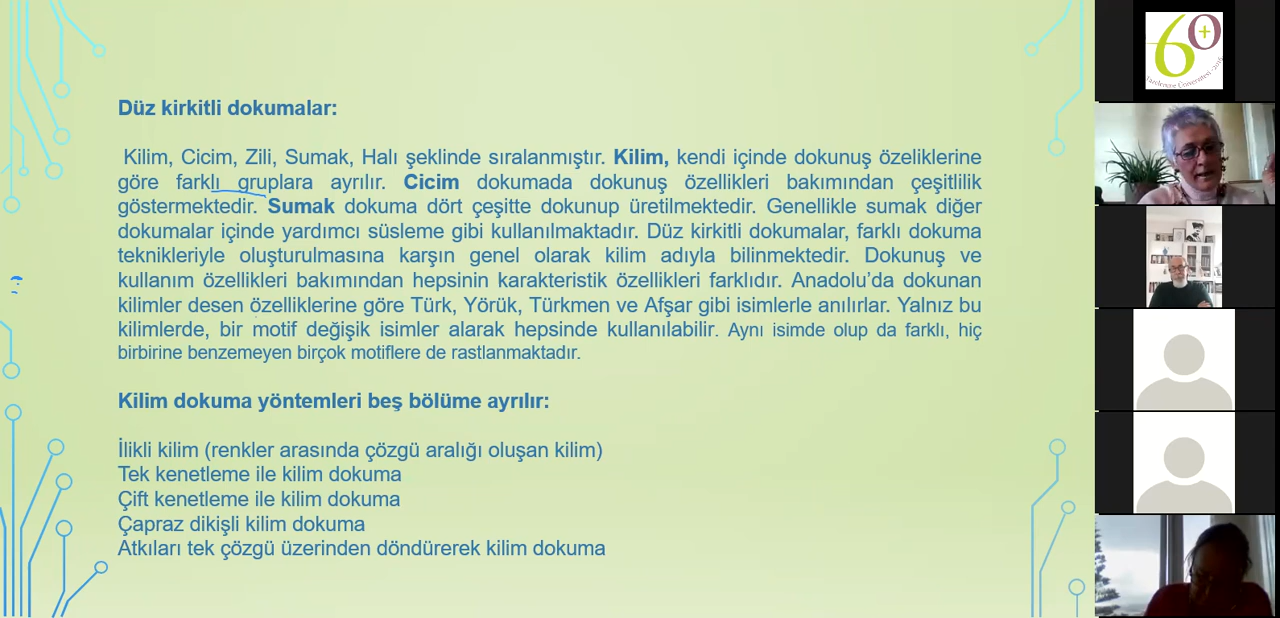 Düz kirkitli dokumalar:
Kilim, Cicim, Zili, Sumak, Halı şeklinde sıralanmıştır. Kilim, kendi içinde dokunuş özeliklerine
göre farklı gruplara ayrılır. Cicim dokumada dokunuş özellikleri bakımından çeşitlilik
göstermektedir. Sumak dokuma dört çeşitte dokunup üretilmektedir. Genellikle sumak diğer
dokumalar içinde yardımcı süsleme gibi kullanılmaktadır. Düz kirkitli dokumalar, farklı dokuma
teknikleriyle oluşturulmasına karşın genel olarak kilim adıyla bilinmektedir. Dokunuş ve
kullanım özellikleri bakımından hepsinin karakteristik özellikleri farklıdır. Anadolu’da dokunan
kilimler desen özelliklerine göre Türk, Yörük, Türkmen ve Afşar gibi isimlerle anılırlar. Yalnız bu
kilimlerde, bir motif değişik isimler alarak hepsinde kullanılabilir. Aynı isimde olup da farklı, hiç
birbirine benzemeyen birçok motiflere de rastlanmaktadır.
Kilim dokuma yöntemleri beş bölüme ayrılır:
İlikli kilim (renkler arasında çözgü aralığı oluşan kilim)
Tek kenetleme ile kilim dokuma
Çift kenetleme ile kilim dokuma
Çapraz dikişli kilim dokuma
Atkıları tek çözgü üzerinden döndürerek kilim dokuma
60+